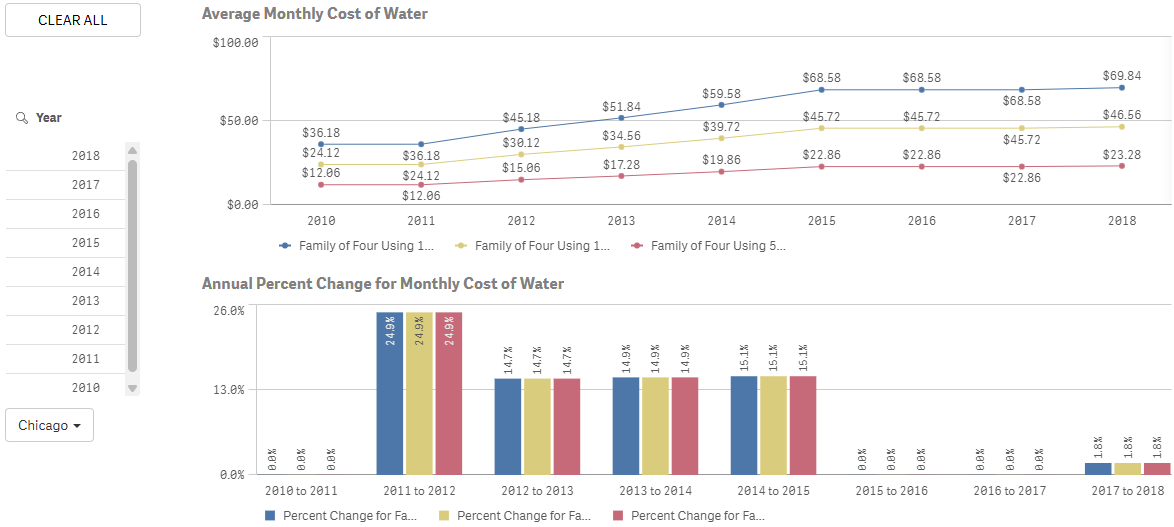 CLEAR ALL
Year
2018
2017
2016
2015
2014
2013
2012
2011
2010
Chicago
Average Monthly Cost of Water
$100.00
$50.00
$0.00
$36.18 $36.18 $45.18 $51.84 $59.58 $68.58 $68.58 $68.58 $69.84
$24.12 $24.12 $30.12 $34.56 $39.72 $45.72 $45.72 $45.72 $46.56
$12.06 $12.06 $15.06 $17.28 $19.86 $22.86 $22.86 $22.86 $23.28
2010 2011 2012 2013 2014 2015 2016 2017 2018
Family of Four Using 1... Family of Four Using 1... Family of Four Using 5...
Annual Percent Change for Monthly Cost of Water
26.0%
13.0%
0.0%
0.0% 0.0% 0.0% 24.9% 24.9% 24.9% 14.7% 14.7% 14.7% 14.9% 14.9% 14.9% 15.1% 15.1% 15.1% 0.0% 0.0% 0.0% 0.0% 0.0% 0.0% 1.8% 1.8% 1.8%
2010 to 2011 2011 to 2012 2012 to 2013 2013 to 2014 2014 to 2015 2015 to 2016 2016 to 2017 2017 to 2018
Percent Change for Fa... Percent Change for Fa... Percent Change for Fa...